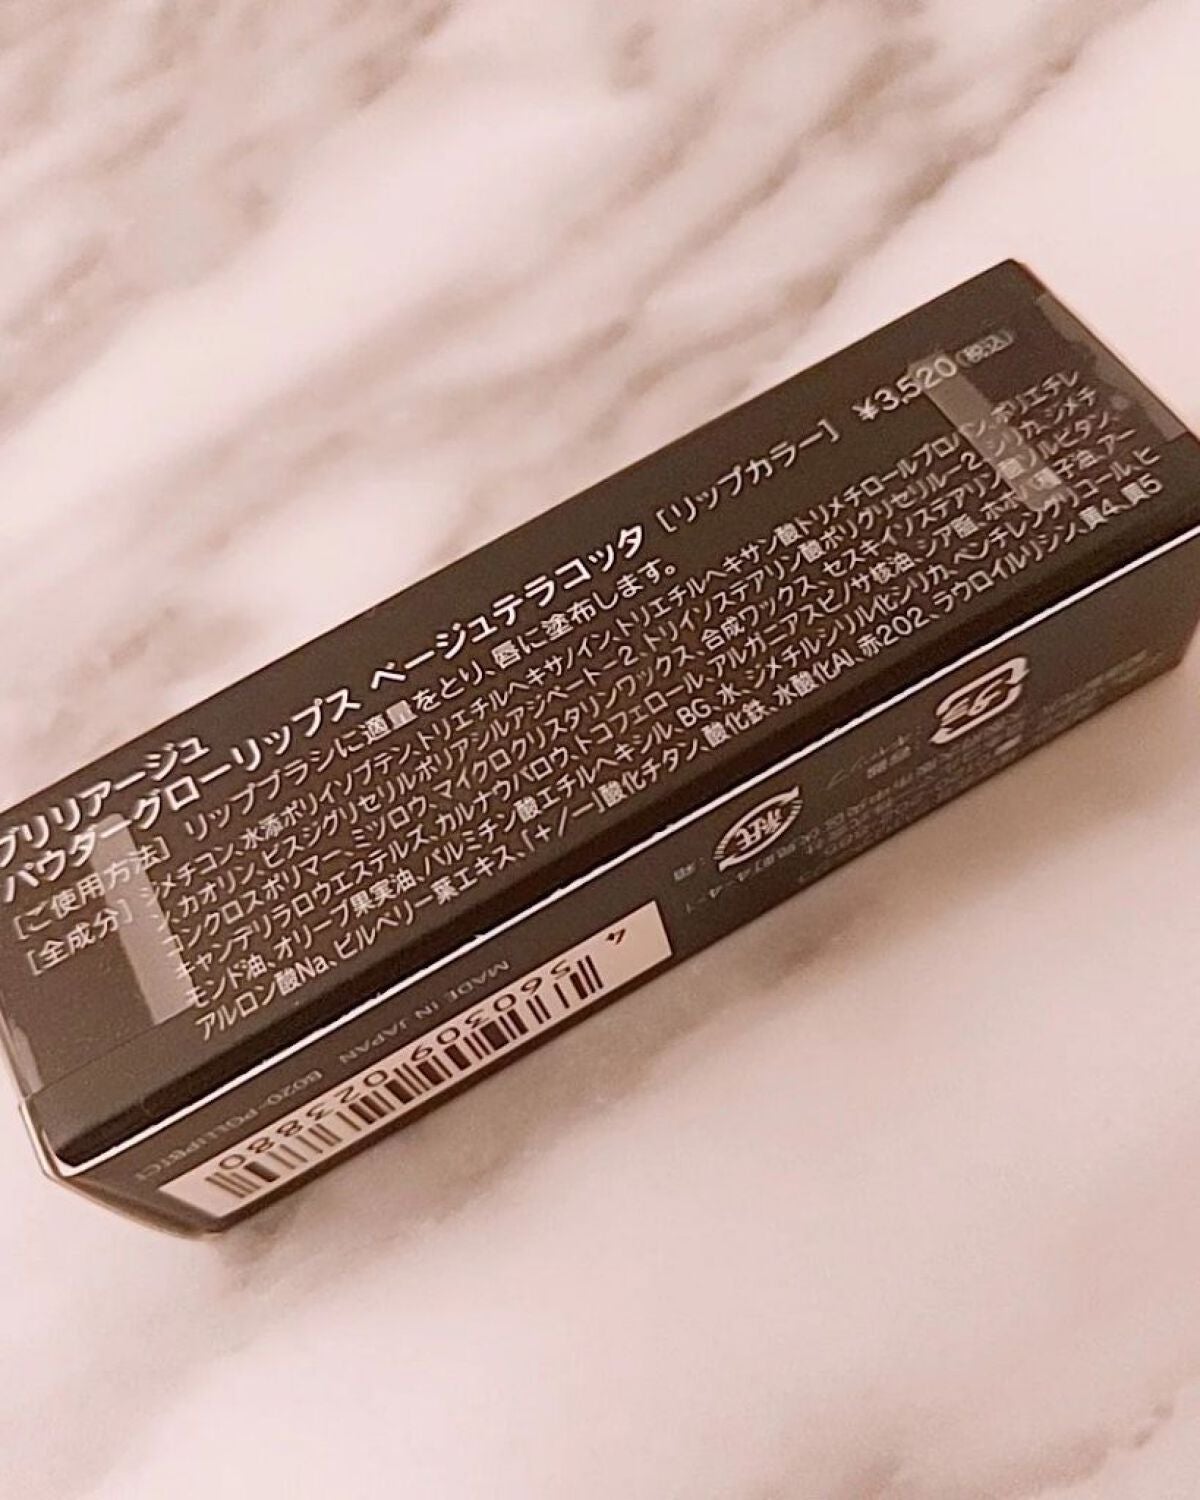 ブリリアージュ
パウダーグローリップス ベージュテラコッタ [リップカラー] ¥3,520(税込)
[ご使用方法] リップブラシに適量をとり、唇に塗布します。
[全成分] ジメチコン、水添ポリイソブテン、トリエチルヘキサノイン、トリエチルヘキサン酸トリメチロールプロパン、ポリエチレ
ン、カオリン、ビスジグリセリルポリアシルアジペート-2、トリイソステアリン酸ポリグリセリル-2、シリカ、ジメチ
コンクロスポリマー、ミツロウ、マイクロクリスタリンワックス、合成ワックス、セスキイソステアリン酸ソルビタン、
キャンデリラロウエステルズ、カルナウバロウ、トコフェロール、アルガニアスピノサ核油、シア脂、ホホバ種子油、アー
モンド油、オリーブ果実油、パルミチン酸エチルヘキシル、BG、水、ジメチルシリル化シリカ、ペンチレングリコール、ヒ
アルロン酸Na、ビルベリー葉エキス、「+/-」酸化チタン、酸化鉄、水酸化Al、赤202、ラウロイルリジン、黄4、黄5
4 560309 023880
MADE IN JAPAN